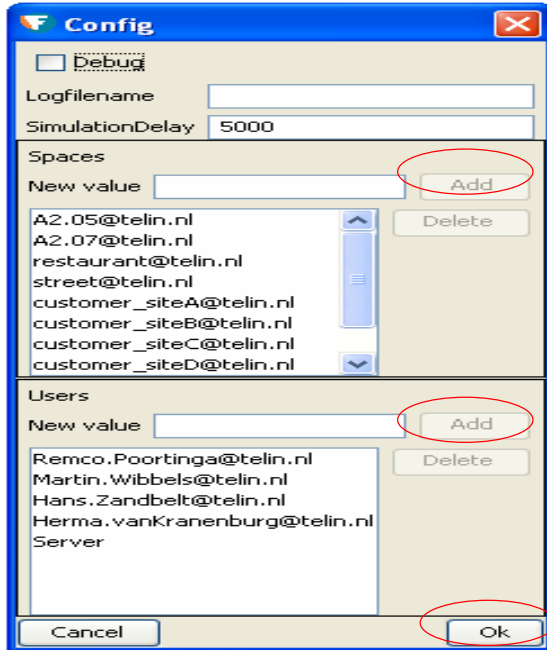 Config
Debug
Logfilename
SimulationDelay 5000
Spaces
New value Add
A2.05@telin.nl Delete
A2.07@telin.nl
restaurant@telin.nl
street@telin.nl
customer_siteA@telin.nl
customer_siteB@telin.nl
customer_siteC@telin.nl
customer_siteD@telin.nl
Users
New value Add
Remco.Poortinga@telin.nl Delete
Martin.Wibbels@telin.nl
Hans.Zandbelt@telin.nl
Herma.vanKranenburg@telin.nl
Server
Cancel Ok